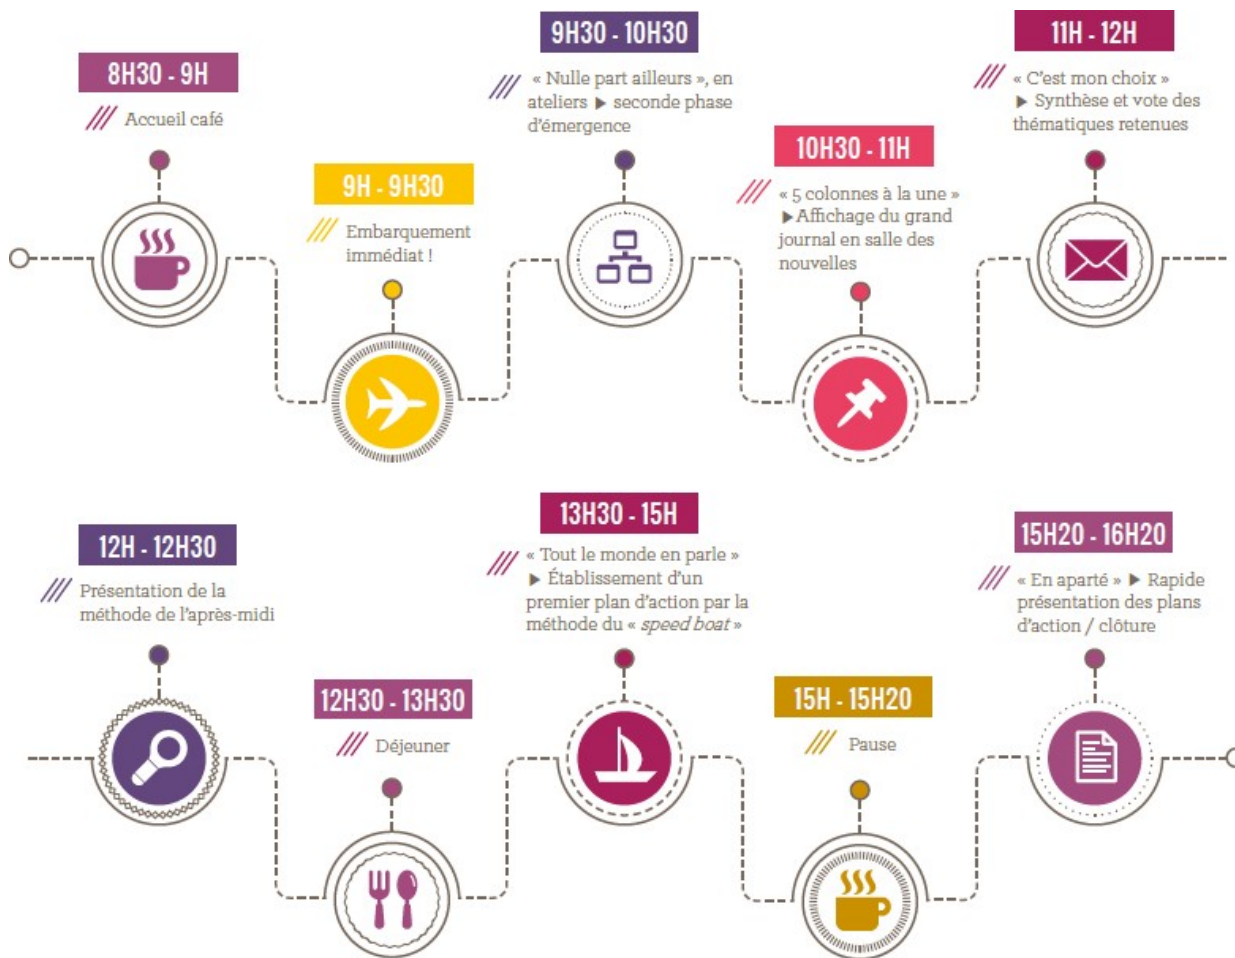 8H30 - 9H
Accueil café
9H - 9H30
Embarquement
immédiat !
9H30 - 10H30
« Nulle part ailleurs », en
ateliers ▶ seconde phase
d’émergence
10H30 - 11H
« 5 colonnes à la une »
▶ Affichage du grand
journal en salle des
nouvelles
11H - 12H
« C’est mon choix »
▶ Synthèse et vote des
thématiques retenues
12H - 12H30
Présentation de la
méthode de l’après-midi
12H30 - 13H30
Déjeuner
13H30 - 15H
« Tout le monde en parle »
▶ Établissement d’un
premier plan d’action par la
méthode du « speed boat »
15H - 15H20
Pause
15H20 - 16H20
« En aparté » ▶ Rapide
présentation des plans
d’action / clôture